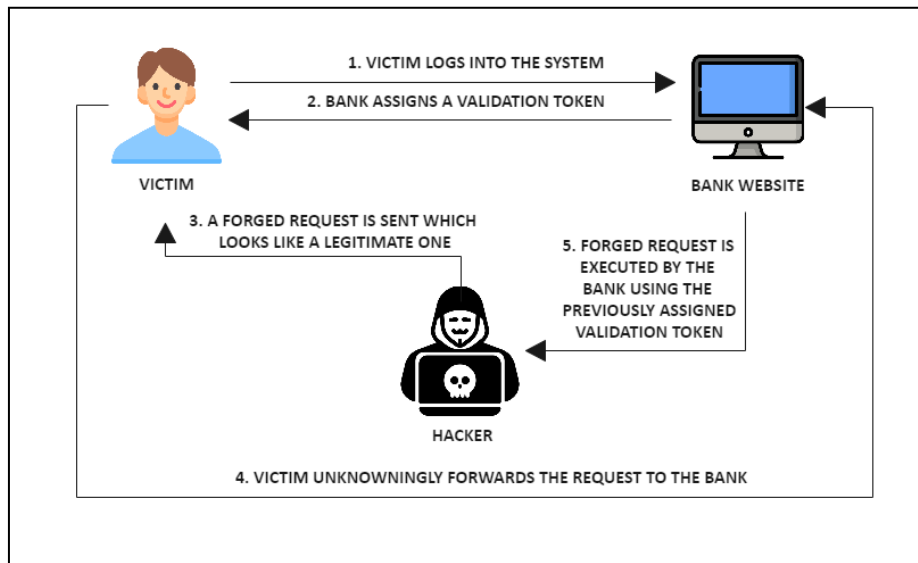 1. VICTIM LOGS INTO THE SYSTEM
2. BANK ASSIGNS A VALIDATION TOKEN
VICTIM
BANK WEBSITE
3. A FORGED REQUEST IS SENT WHICH
LOOKS LIKE A LEGITIMATE ONE
5. FORGED REQUEST IS
EXECUTED BY THE
BANK USING THE
PREVIOUSLY ASSIGNED
VALIDATION TOKEN
HACKER
4. VICTIM UNKNOWNINGLY FORWARDS THE REQUEST TO THE BANK